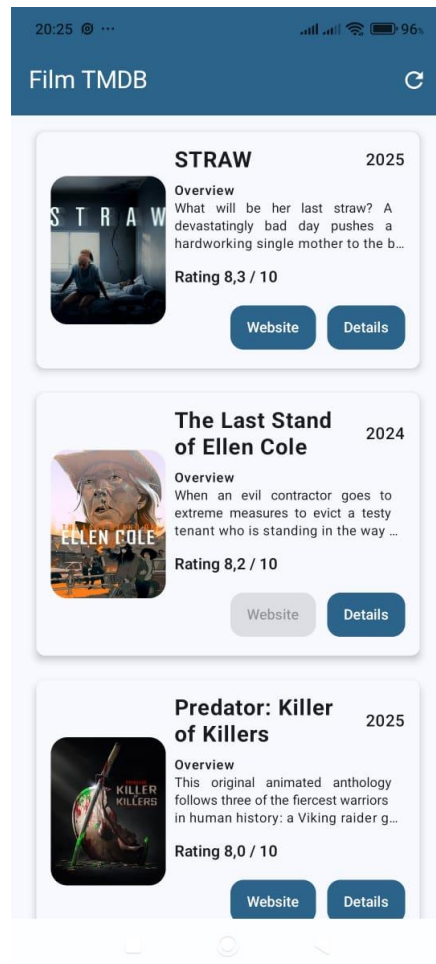 20:25 ... 96%
Film TMDB
STRAW 2025
Overview
What will be her last straw? A
devastatingly bad day pushes a
hardworking single mother to the b…
STRAW
Rating 8,3 / 10
Website Details
The Last Stand
of Ellen Cole
2024
Overview
When an evil contractor goes to
extreme measures to evict a testy
tenant who is standing in the way …
ELLEN COLE
Rating 8,2 / 10
Website Details
Predator: Killer
of Killers
2025
Overview
This original animated anthology
follows three of the fiercest warriors
in human history: a Viking raider g…
KILLER
OF
KILLERS
Rating 8,0 / 10
Website Details